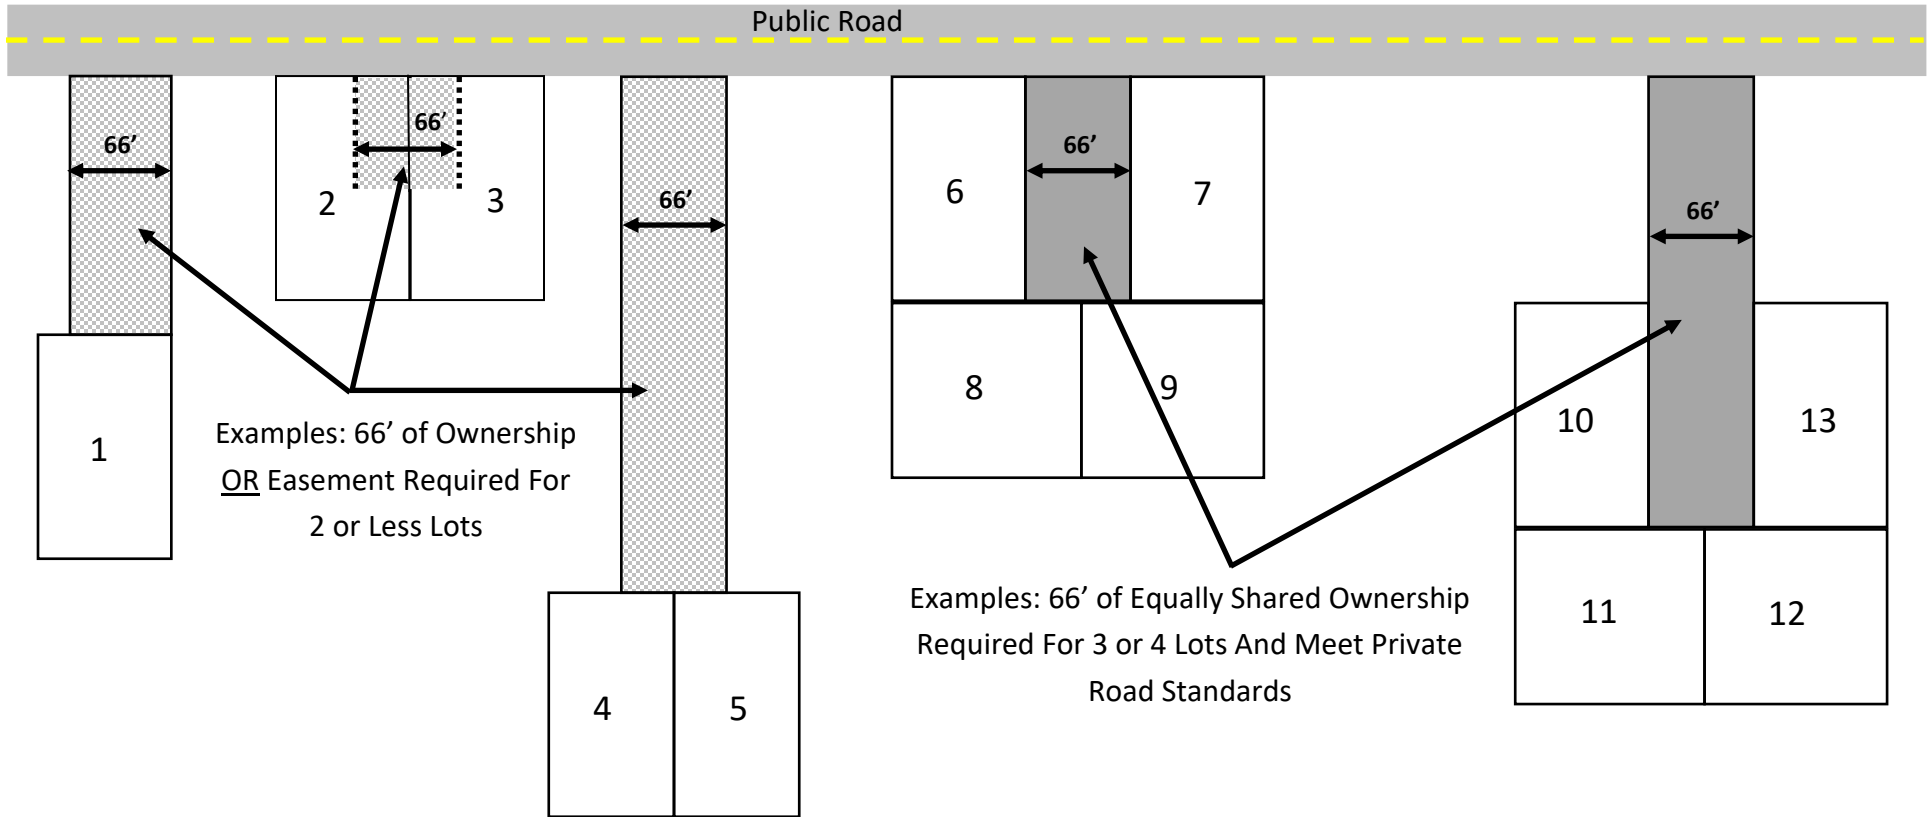 Public Road
66’
66’
66’
66’
66’
2
3
6
7
1
8
9
10
13
Examples: 66’ of Ownership
OR Easement Required For
2 or Less Lots
4
5
Examples: 66’ of Equally Shared Ownership
Required For 3 or 4 Lots And Meet Private
Road Standards
11
12